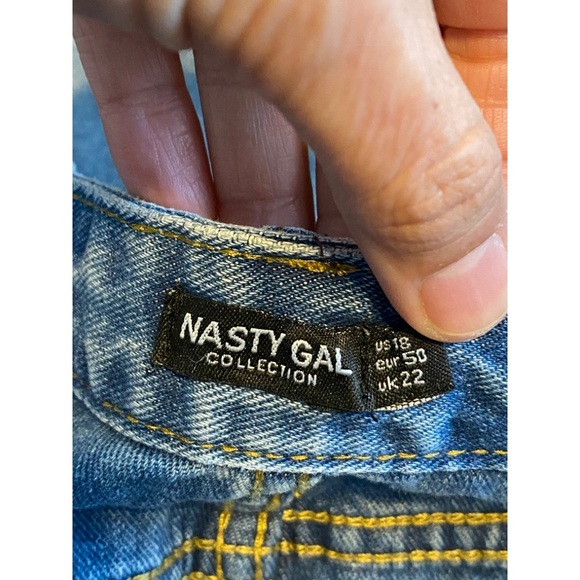 NASTY GAL
COLLECTION
US 18
eur 50
uk 22